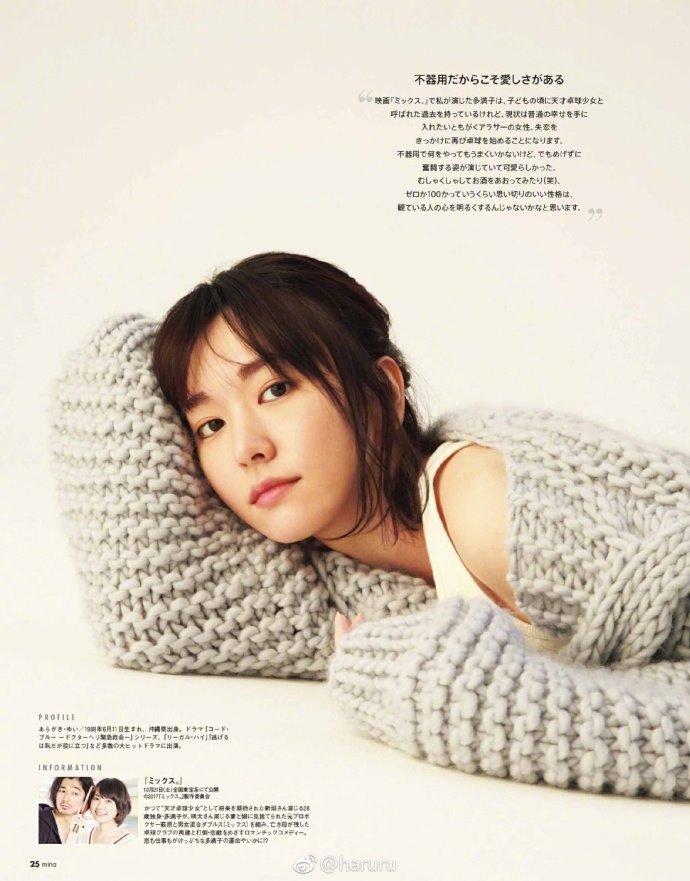 不器用だからこそ愛しさがある
“映画『ミックス。』で私が演じた多満子は、子どもの頃に天才卓球少女と
呼ばれた過去を持っているけれど、現状は普通の幸せを手に
入れたいともがくアラサーの女性。失恋を
きっかけに再び卓球を始めることになります。
不器用で何をやってもうまくいかないけど、でもめげずに
奮闘する姿が演じていて可愛らしかった。
むしゃくしゃしてお酒をあおってみたり(笑)、
ゼロか100かっていうくらい思い切りのいい性格は、
観ている人の心を明るくするんじゃないかなと思います。”
PROFILE
あらがき・ゆい／1988年6月11日生まれ、沖縄県出身。ドラマ『コード・
ブルー ードクターヘリ緊急救命ー』シリーズ、『リーガル・ハイ』『逃げる
は恥だが役に立つ』など多数の大ヒットドラマに出演。
INFORMATION
『ミックス。』
10月21日(土)全国東宝系にて公開
©2017『ミックス。』製作委員会
かつて“天才卓球少女”として将来を期待された新垣さん演じる28
歳独身・多満子が、瑛太さん演じる妻と娘に見捨てられた元プロボ
クサー萩原と男女混合ダブルス（ミックス）を組み、亡き母が残した
卓球クラブの再建と打倒・恋敵をめざすロマンチックコメディー。
恋も仕事もがけっぷちな多満子の運命やいかに!?
25 mina
@haruru